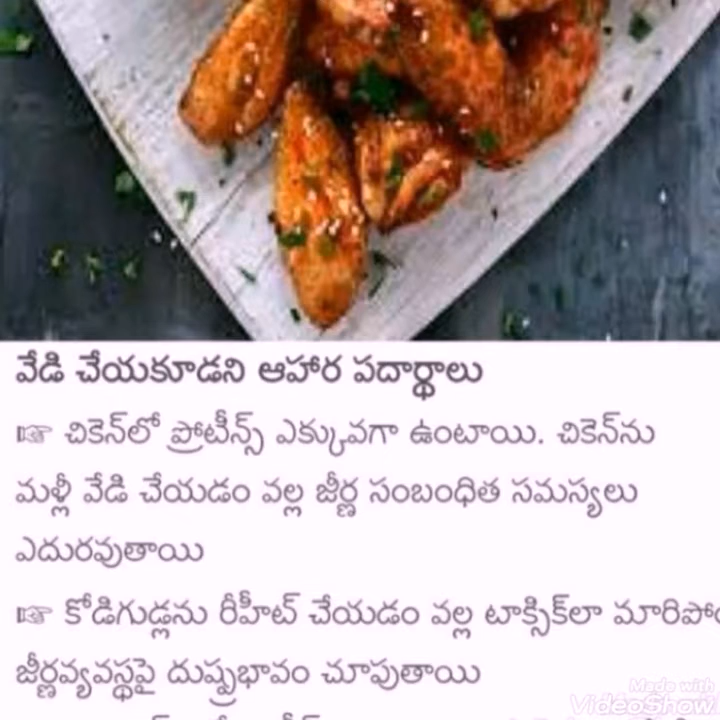 వేడి చేయకూడని ఆహార పదార్థాలు
☞ చికెన్‌లో ప్రోటీన్స్ ఎక్కువగా ఉంటాయి. చికెన్‌ను
మళ్లీ వేడి చేయడం వల్ల జీర్ణ సంబంధిత సమస్యలు
ఎదురవుతాయి
☞ కోడిగుడ్లను రీహీట్ చేయడం వల్ల టాక్సిక్‌లా
జీర్ణవ్యవస్థపై దుష్ప్రభావం చూపుతాయి
Made with
VideoShow